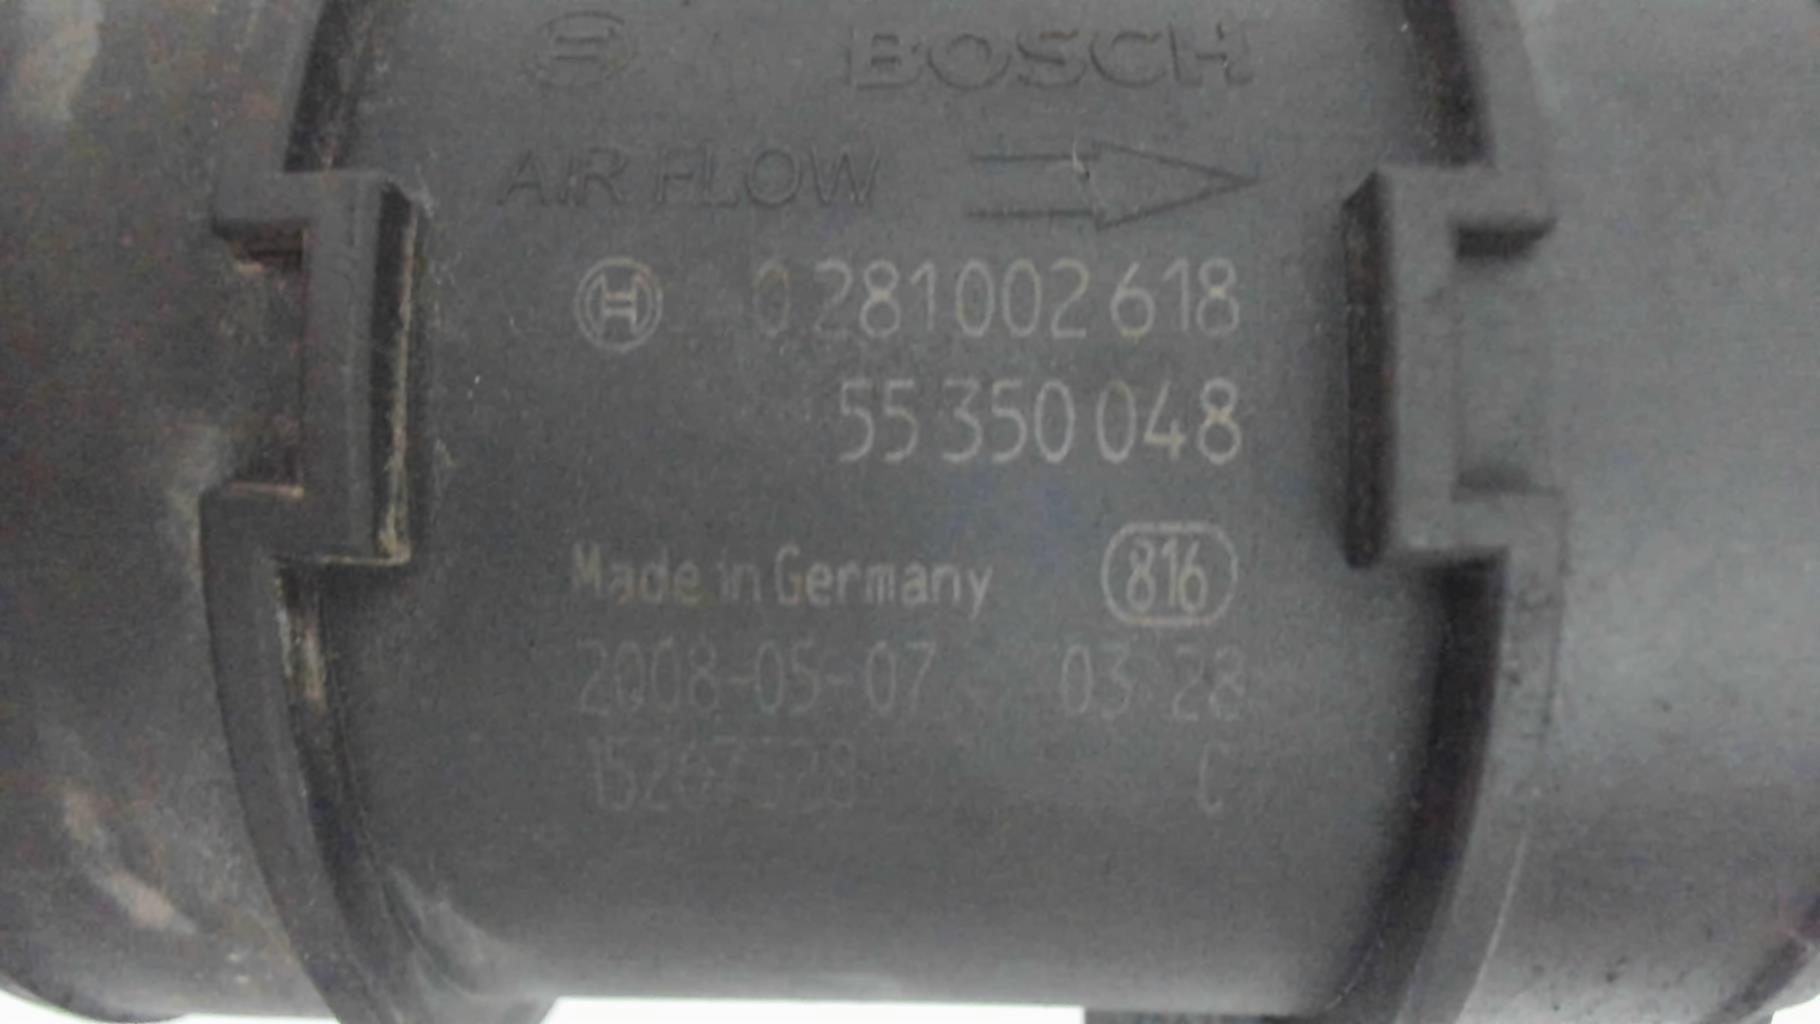 BOSCH
AIR FLOW
0 281 002 618
55 350 048
Made in Germany 816
2008-05-07 03 28
C